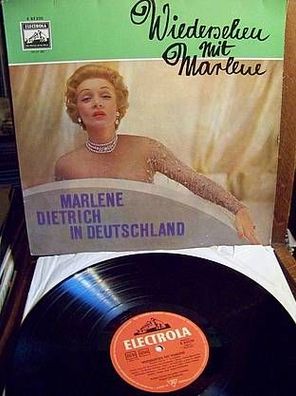 ELECTROLA
Wiedersehen
mit
Marlene
MARLENE
DIETRICH
IN DEUTSCHLAND
ELECTROLA